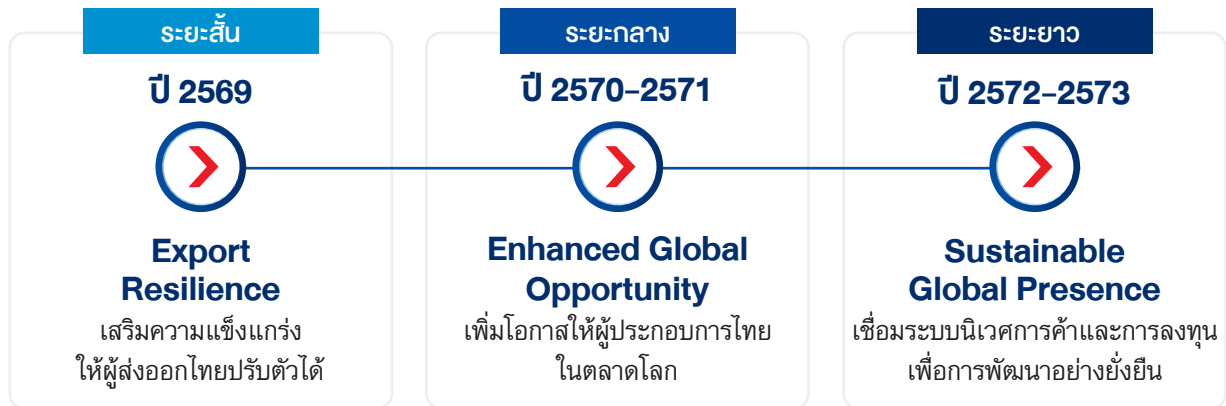 ระยะสั้น
ปี 2569
Export
Resilience
เสริมความแข็งแกร่ง
ให้ผู้ส่งออกไทยปรับตัวได้
ระยะกลาง
ปี 2570-2571
Enhanced Global
Opportunity
เพิ่มโอกาสให้ผู้ประกอบการไทย
ในตลาดโลก
ระยะยาว
ปี 2572-2573
Sustainable
Global Presence
เชื่อมระบบนิเวศการค้าและการลงทุน
เพื่อการพัฒนาอย่างยั่งยืน